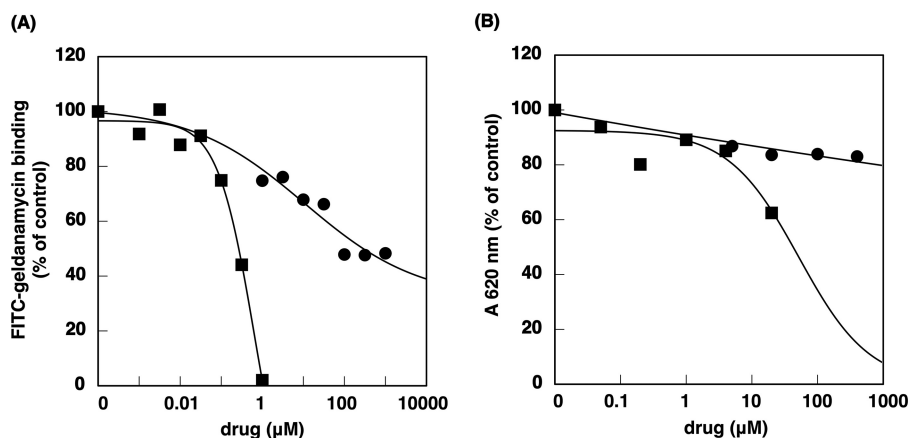 (A)
FITC-geldanamycin binding
(% of control)
120
100
80
60
40
20
0
0 0.01 1 100 10000
drug (µM)
(B)
A 620 nm (% of control)
120
100
80
60
40
20
0
0 0.1 1 10 100 1000
drug (µM)